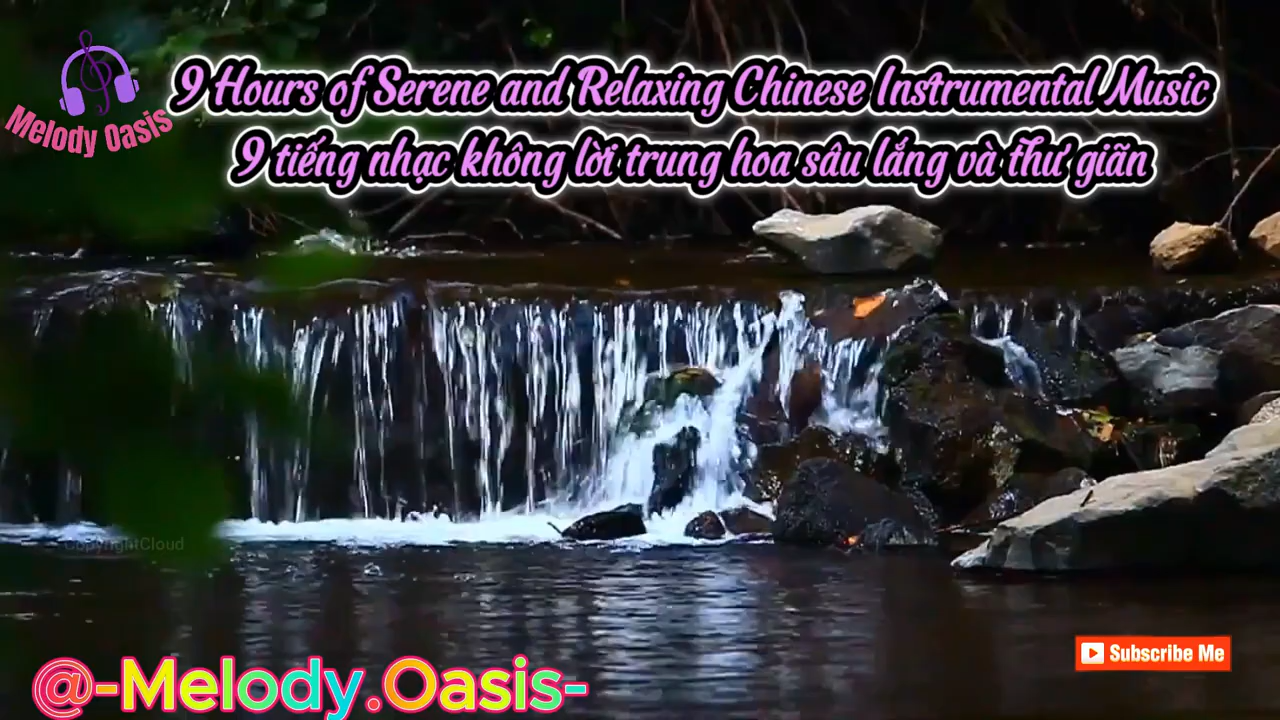 9 Hours of Serene and Relaxing Chinese Instrumental Music
Melody Oasis
9 tiếng nhạc không lời trung hoa sâu lắng và thư giãn
CopyrightCloud
Subscribe Me
@-Melody.Oasis-